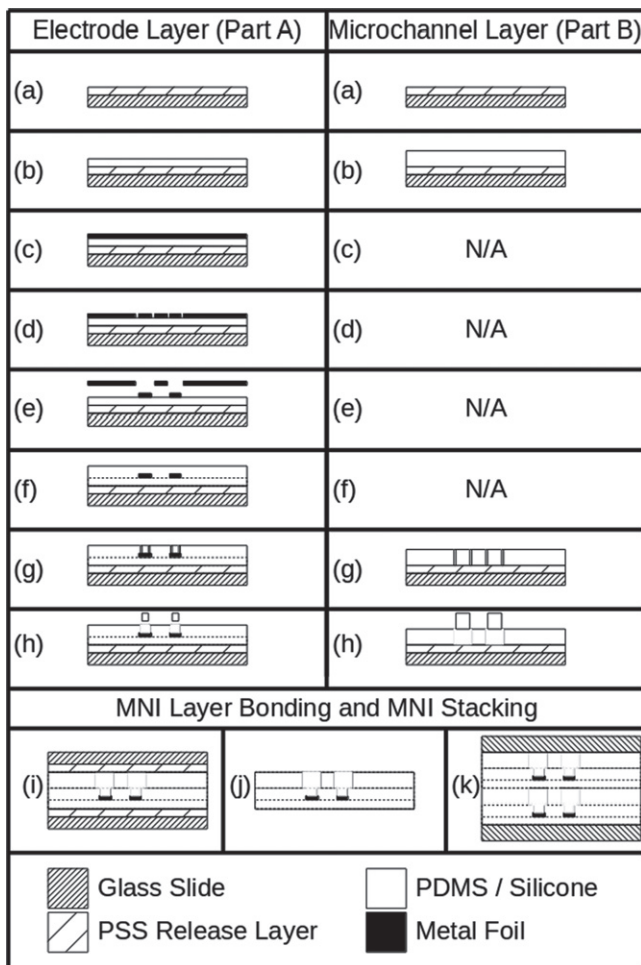 Electrode Layer (Part A) Microchannel Layer (Part B)
(a) (a)
(b) (b)
(c) (c) N/A
(d) (d) N/A
(e) (e) N/A
(f) (f) N/A
(g) (g)
(h) (h)
MNI Layer Bonding and MNI Stacking
(i) (j) (k)
Glass Slide PDMS / Silicone
PSS Release Layer Metal Foil